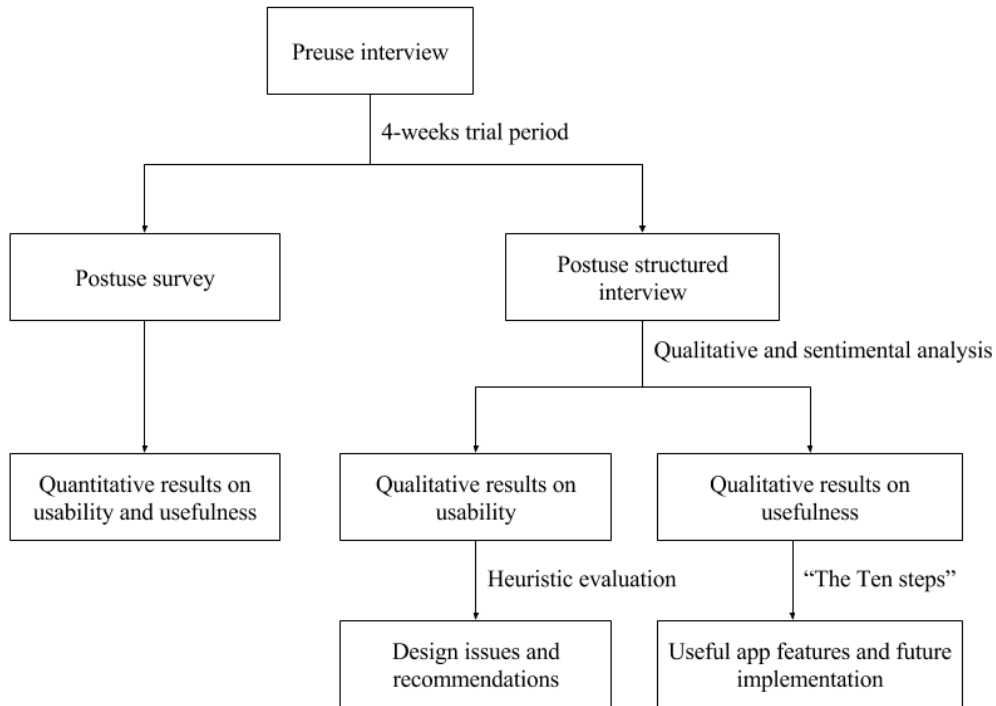 Preuse interview
4-weeks trial period
Postuse survey
Postuse structured
interview
Qualitative and sentimental analysis
Quantitative results on
usability and usefulness
Qualitative results on
usability
Qualitative results on
usefulness
Heuristic evaluation
“The Ten steps”
Design issues and
recommendations
Useful app features and future
implementation